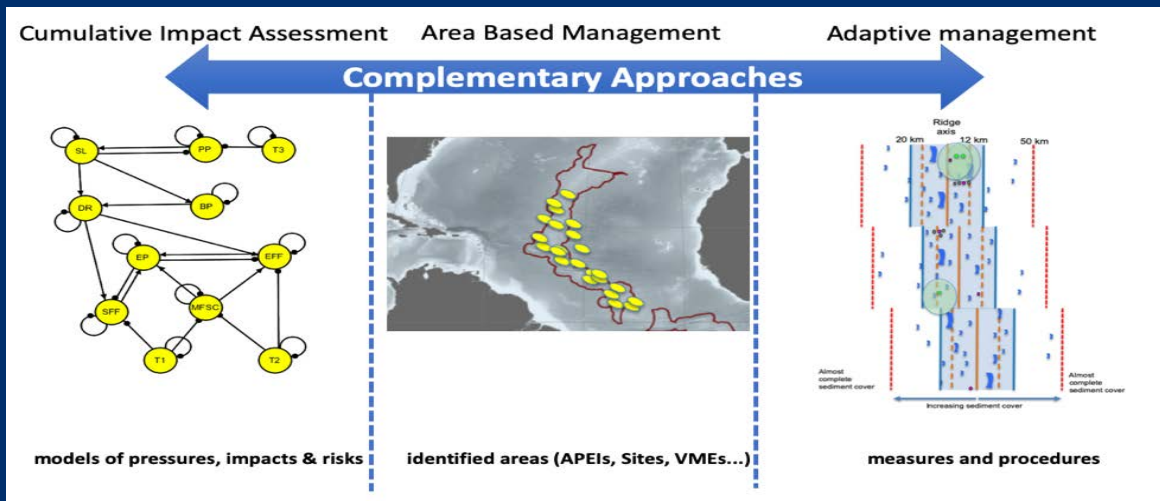 Cumulative Impact Assessment
Area Based Management
Adaptive management
Complementary Approaches
SL
PP
T3
DR
BP
EP
EFF
SFF
MFSC
T1
T2
Ridge
axis
20 km
12 km
50 km
Almost
complete
sediment cover
Almost
complete
sediment cover
Increasing sediment cover
models of pressures, impacts & risks
identified areas (APEIs, Sites, VMEs...)
measures and procedures